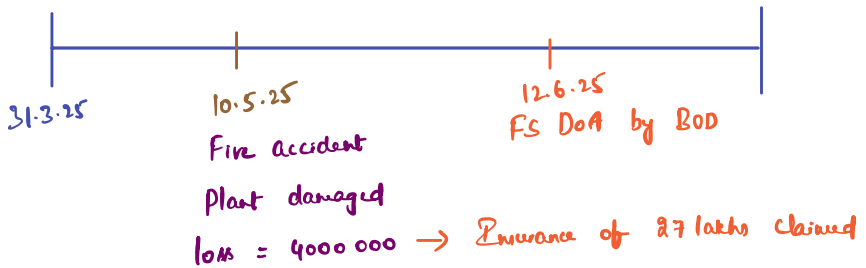 31.3.25
10.5.25
12.6.25
FS DoA by BOD
Fire accident
Plant damaged
loss = 4000 000 → Insurance of 27 lakhs claimed